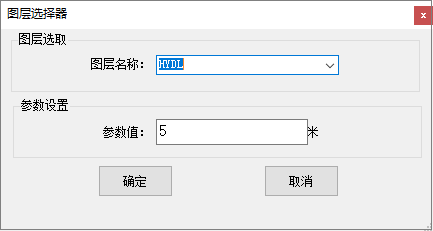 图层选择器
x
图层选取
图层名称： HYDL
参数设置
参数值： 5 米
确定 取消